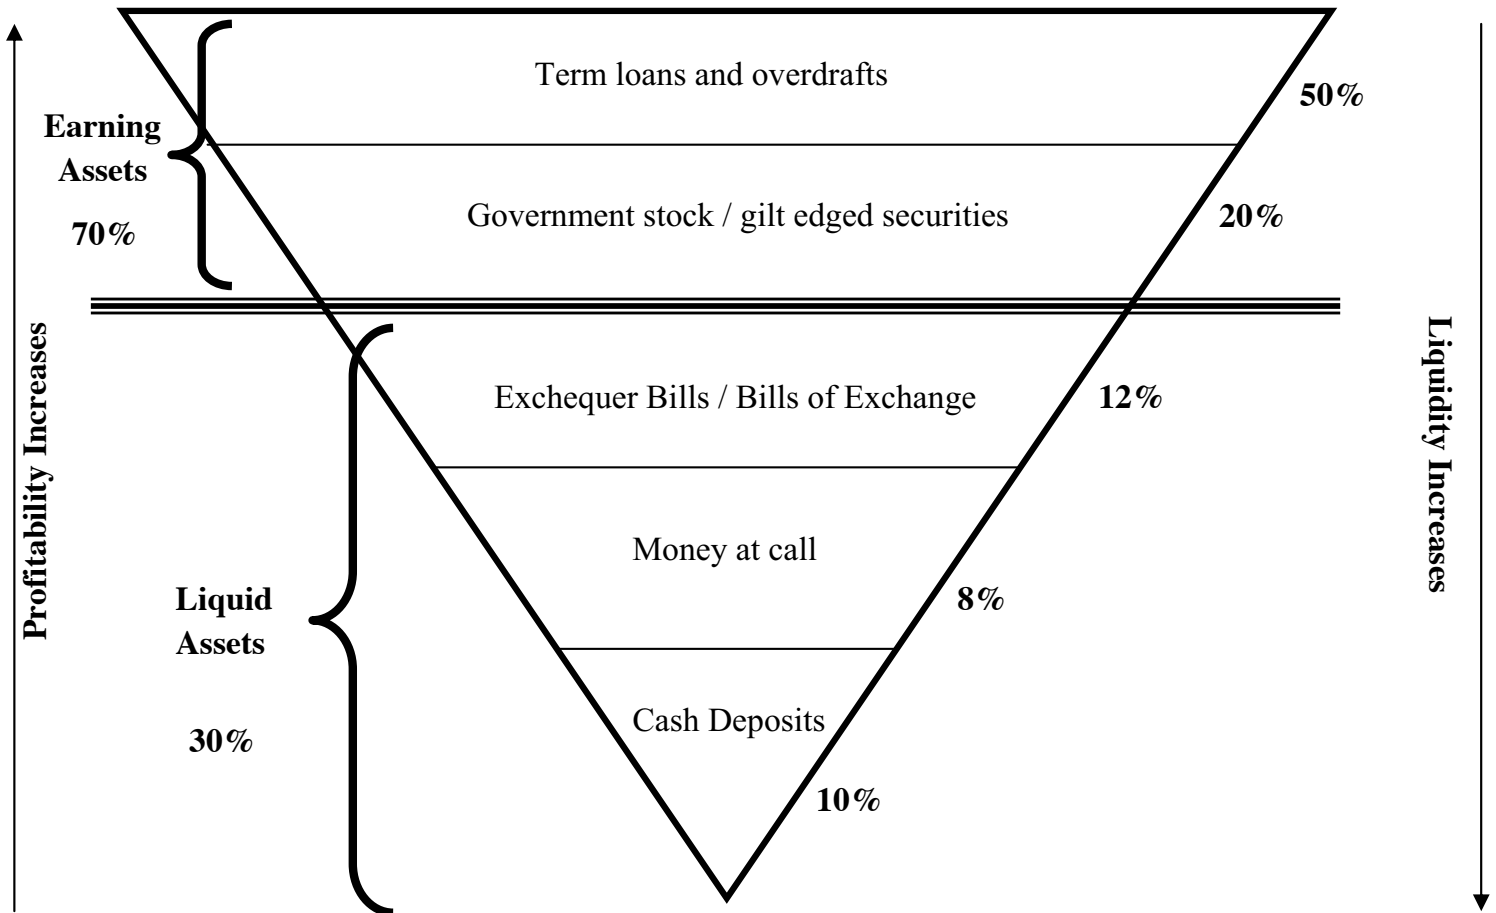 Term loans and overdrafts
50%
Earning
Assets
70%
Government stock / gilt edged securities
20%
Profitability Increases
Liquidity Increases
Exchequer Bills / Bills of Exchange
12%
Money at call
8%
Liquid
Assets
30%
Cash Deposits
10%